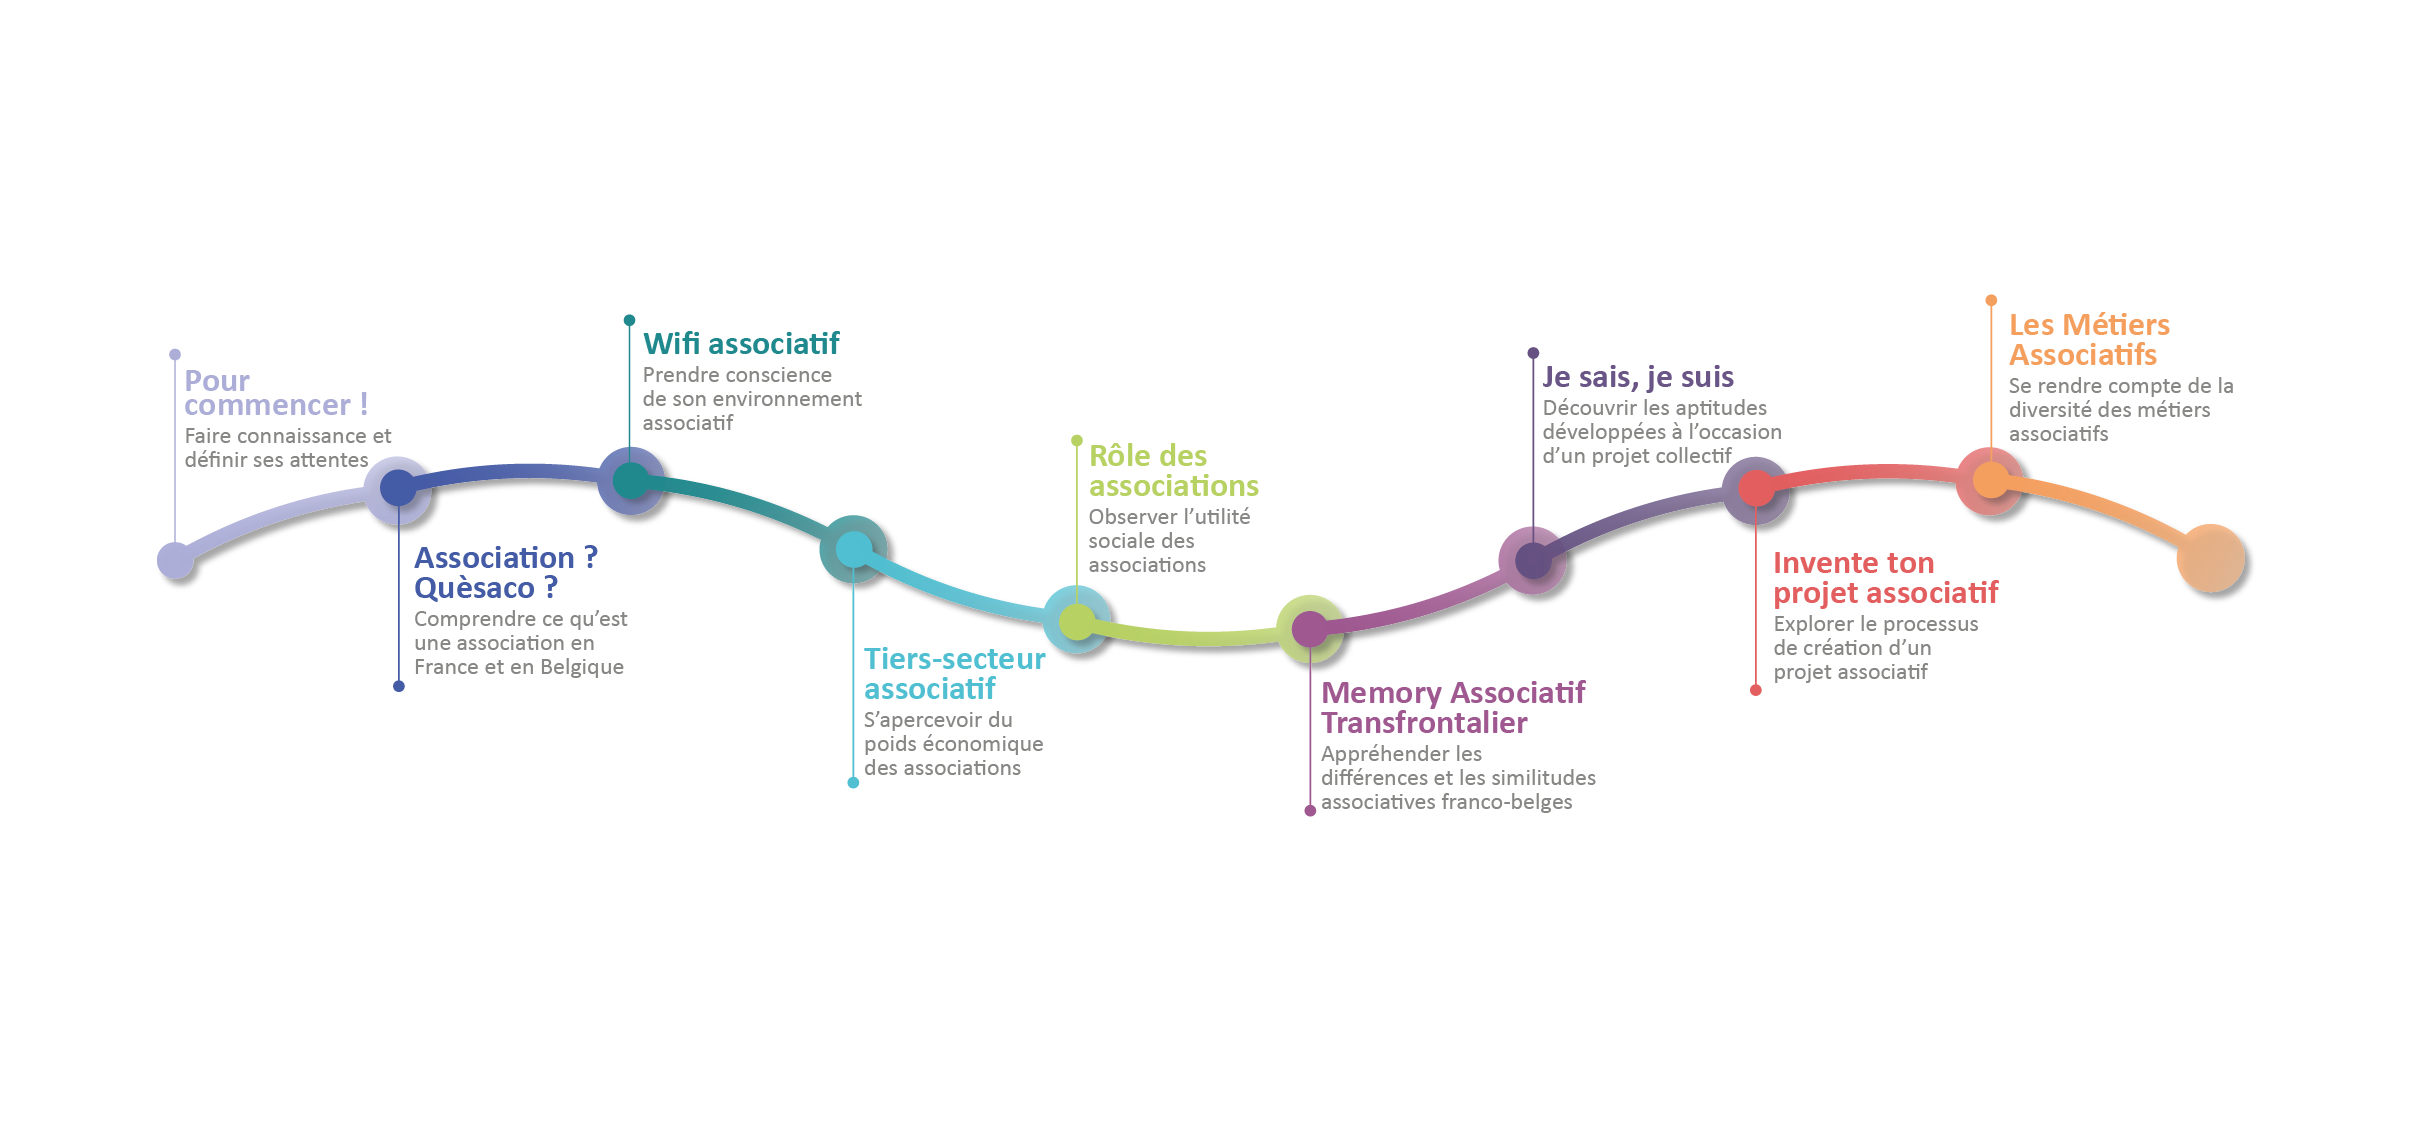 Pour
commencer !
Faire connaissance et
définir ses attentes
Association ?
Quèsaco ?
Comprendre ce qu’est
une association en
France et en Belgique
Wifi associatif
Prendre conscience
de son environnement
associatif
Tiers-secteur
associatif
S’apercevoir du
poids économique
des associations
Rôle des
associations
Observer l’utilité
sociale des
associations
Memory Associatif
Transfrontalier
Appréhender les
différences et les similitudes
associatives franco-belges
Je sais, je suis
Découvrir les aptitudes
développées à l’occasion
d’un projet collectif
Invente ton
projet associatif
Explorer le processus
de création d’un
projet associatif
Les Métiers
Associatifs
Se rendre compte de la
diversité des métiers
associatifs